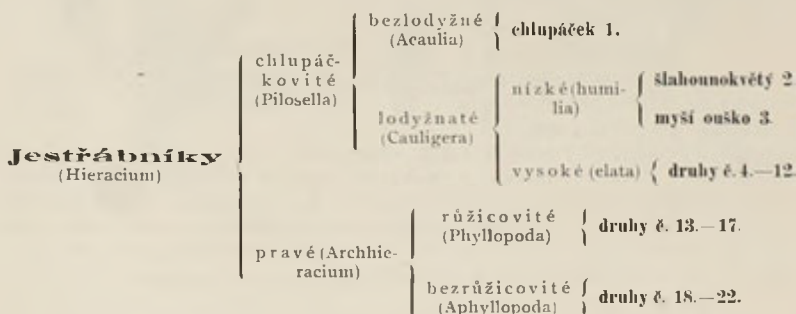 bezlodyžné
(Acaulia)
chlupáček 1.
chlupáč-
kovité
(Pilosella)
lodyžnaté
(Cauligera)
nízké (humi-
lia)
šlahounokvětý 2
myší ouško 3
vysoké (elata)
druhy č. 4.—12.
Jestřábníky
(Hieracium)
pravé (Archhie-
racium)
růžicovité
(Phyllopoda)
druhy č. 13.—17.
bezrůžicovité
(Aphyllopoda)
druhy č. 18.—22.